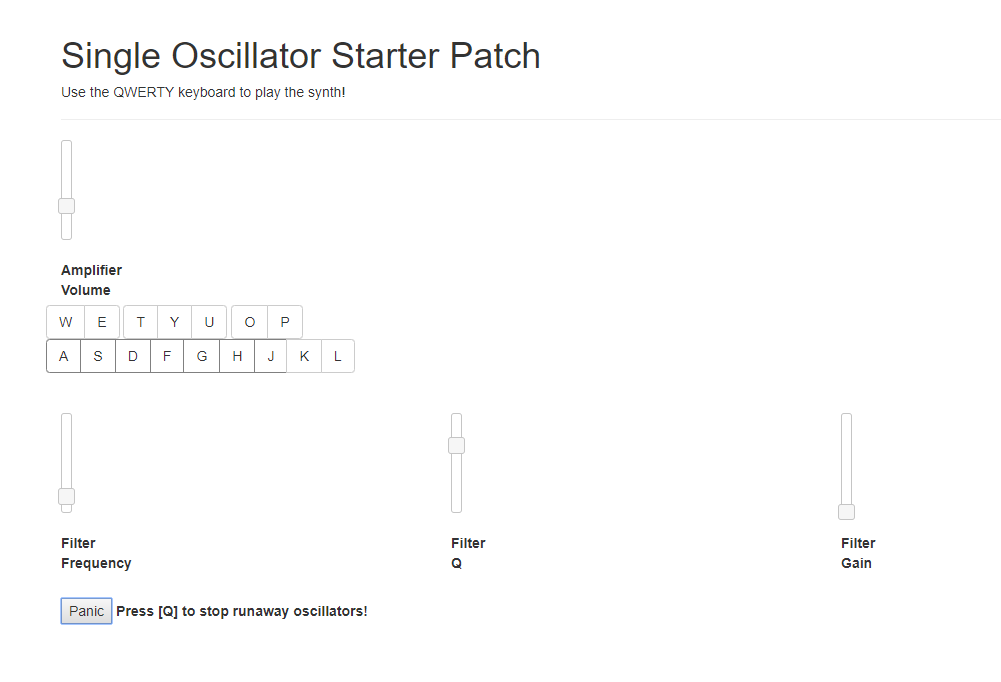 Single Oscillator Starter Patch
Use the QWERTY keyboard to play the synth!
Amplifier
Volume
W E T Y U O P
A S D F G H J K L
Filter
Frequency
Filter
Q
Filter
Gain
Panic Press [Q] to stop runaway oscillators!